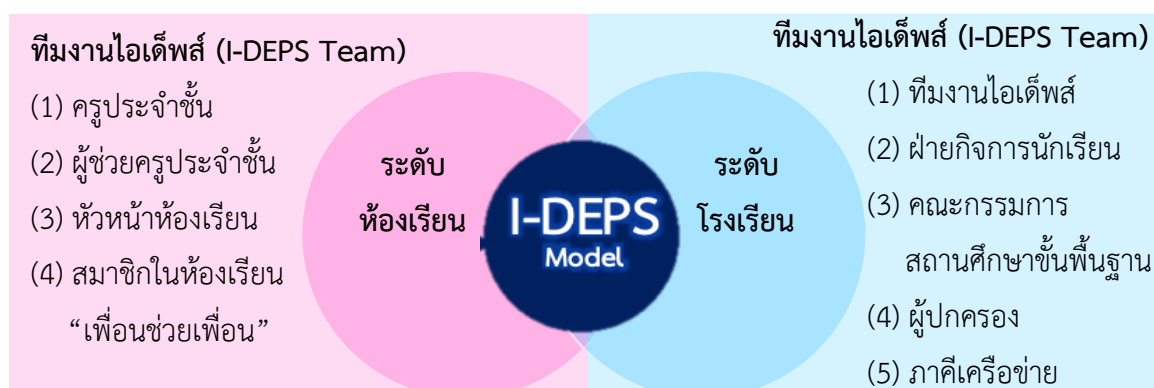 ทีมงานไอเด็พส์ (I-DEPS Team)
(1) ครูประจำชั้น
(2) ผู้ช่วยครูประจำชั้น
(3) หัวหน้าห้องเรียน
(4) สมาชิกในห้องเรียน
“เพื่อนช่วยเพื่อน”
ระดับ
ห้องเรียน
I-DEPS
Model
ระดับ
โรงเรียน
ทีมงานไอเด็พส์ (I-DEPS Team)
(1) ทีมงานไอเด็พส์
(2) ฝ่ายกิจการนักเรียน
(3) คณะกรรมการ
สถานศึกษาขั้นพื้นฐาน
(4) ผู้ปกครอง
(5) ภาคีเครือข่าย